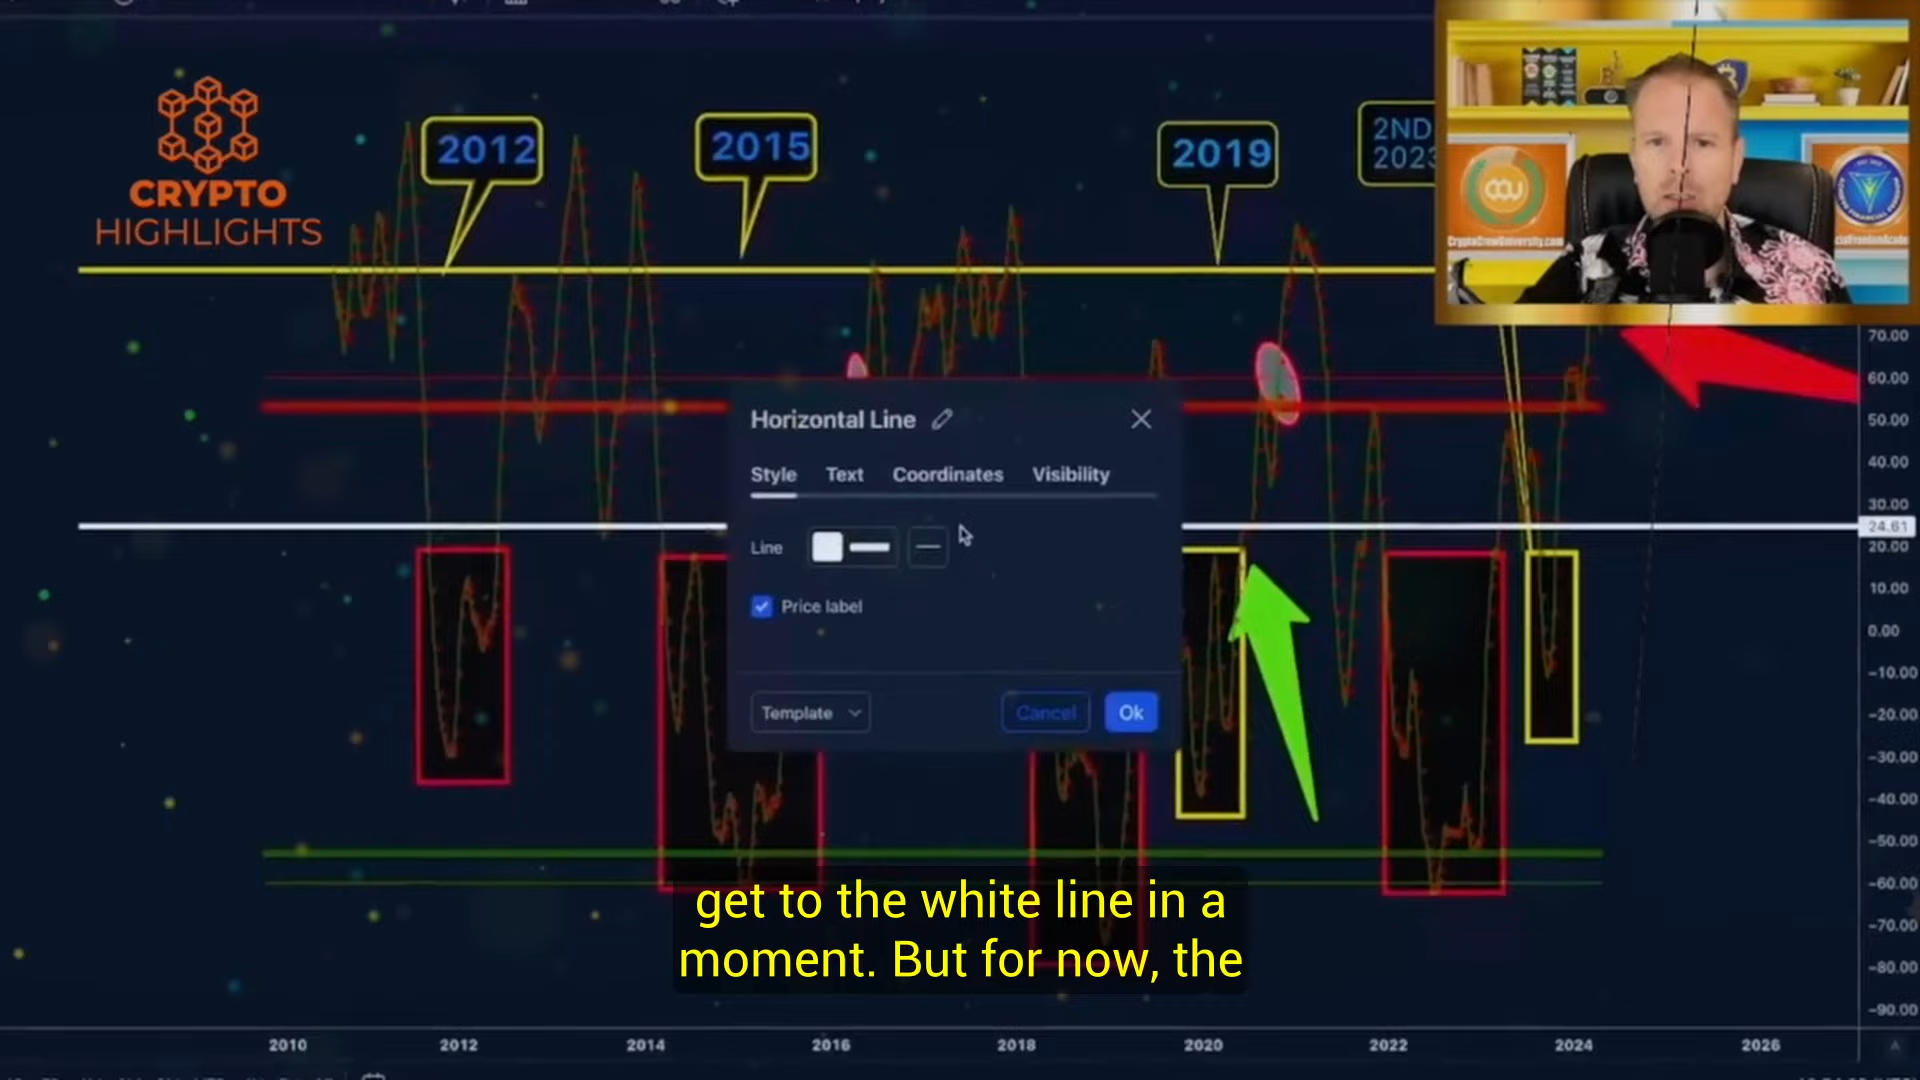 CRYPTO
HIGHLIGHTS
2012
2015
2019
2ND
2023
CryptoCrewUniversity.com
70.00
60.00
50.00
40.00
30.00
24.61
20.00
10.00
0.00
−10.00
−20.00
−30.00
−40.00
−50.00
−60.00
−70.00
−80.00
−90.00
Horizontal Line
Style Text Coordinates Visibility
Line
Price label
Template Cancel Ok
get to the white line in a
moment. But for now, the
2010 2012 2014 2016 2018 2020 2022 2024 2026